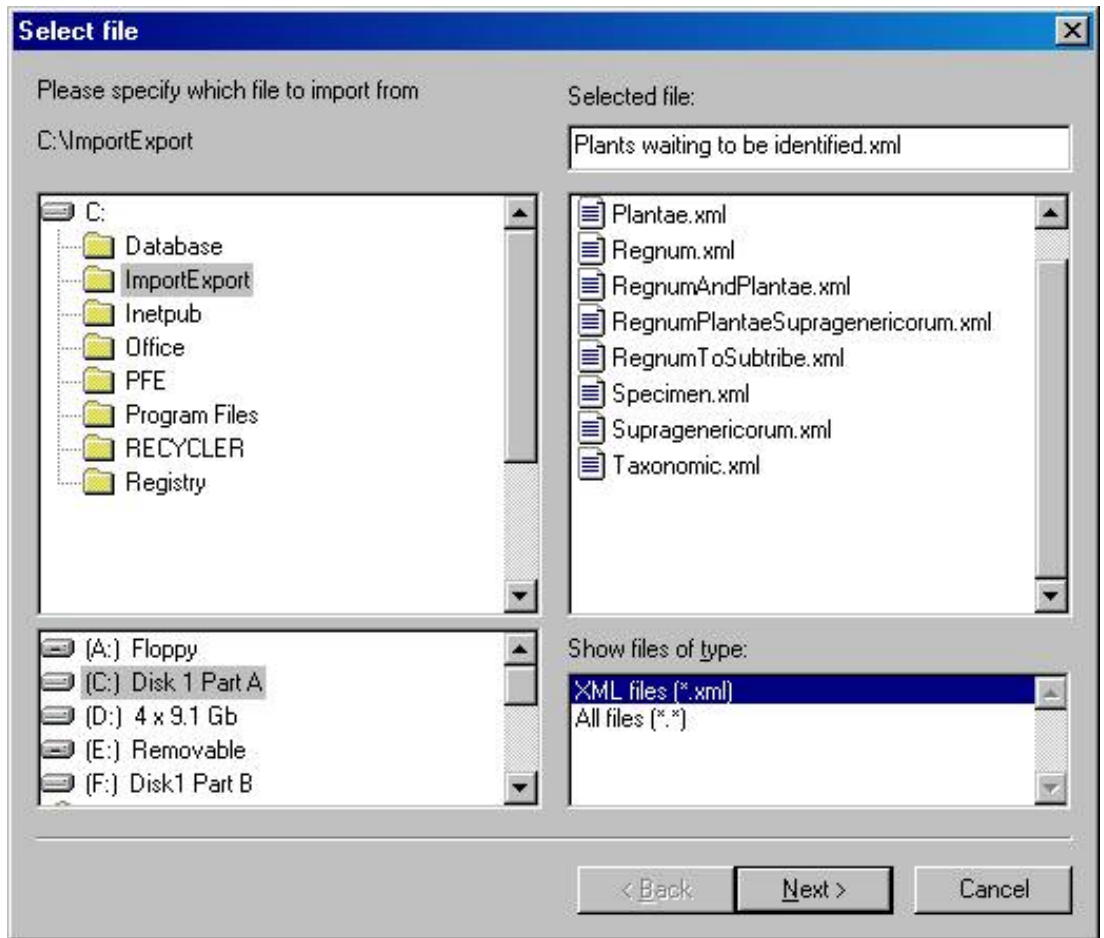 Select file
Please specify which file to import from
C:\ImportExport
Selected file:
Plants waiting to be identified.xml
C:
Database
ImportExport
Inetpub
Office
PFE
Program Files
RECYCLER
Registry
Plantae.xml
Regnum.xml
RegnumAndPlantae.xml
RegnumPlantaeSupragenericorum.xml
RegnumToSubtribe.xml
Specimen.xml
Supragenericorum.xml
Taxonomic.xml
(A:) Floppy
(C:) Disk 1 Part A
(D:) 4 x 9.1 Gb
(E:) Removable
(F:) Disk1 Part B
Show files of type:
XML files (*.xml)
All files (*.*)
< Back
Next >
Cancel